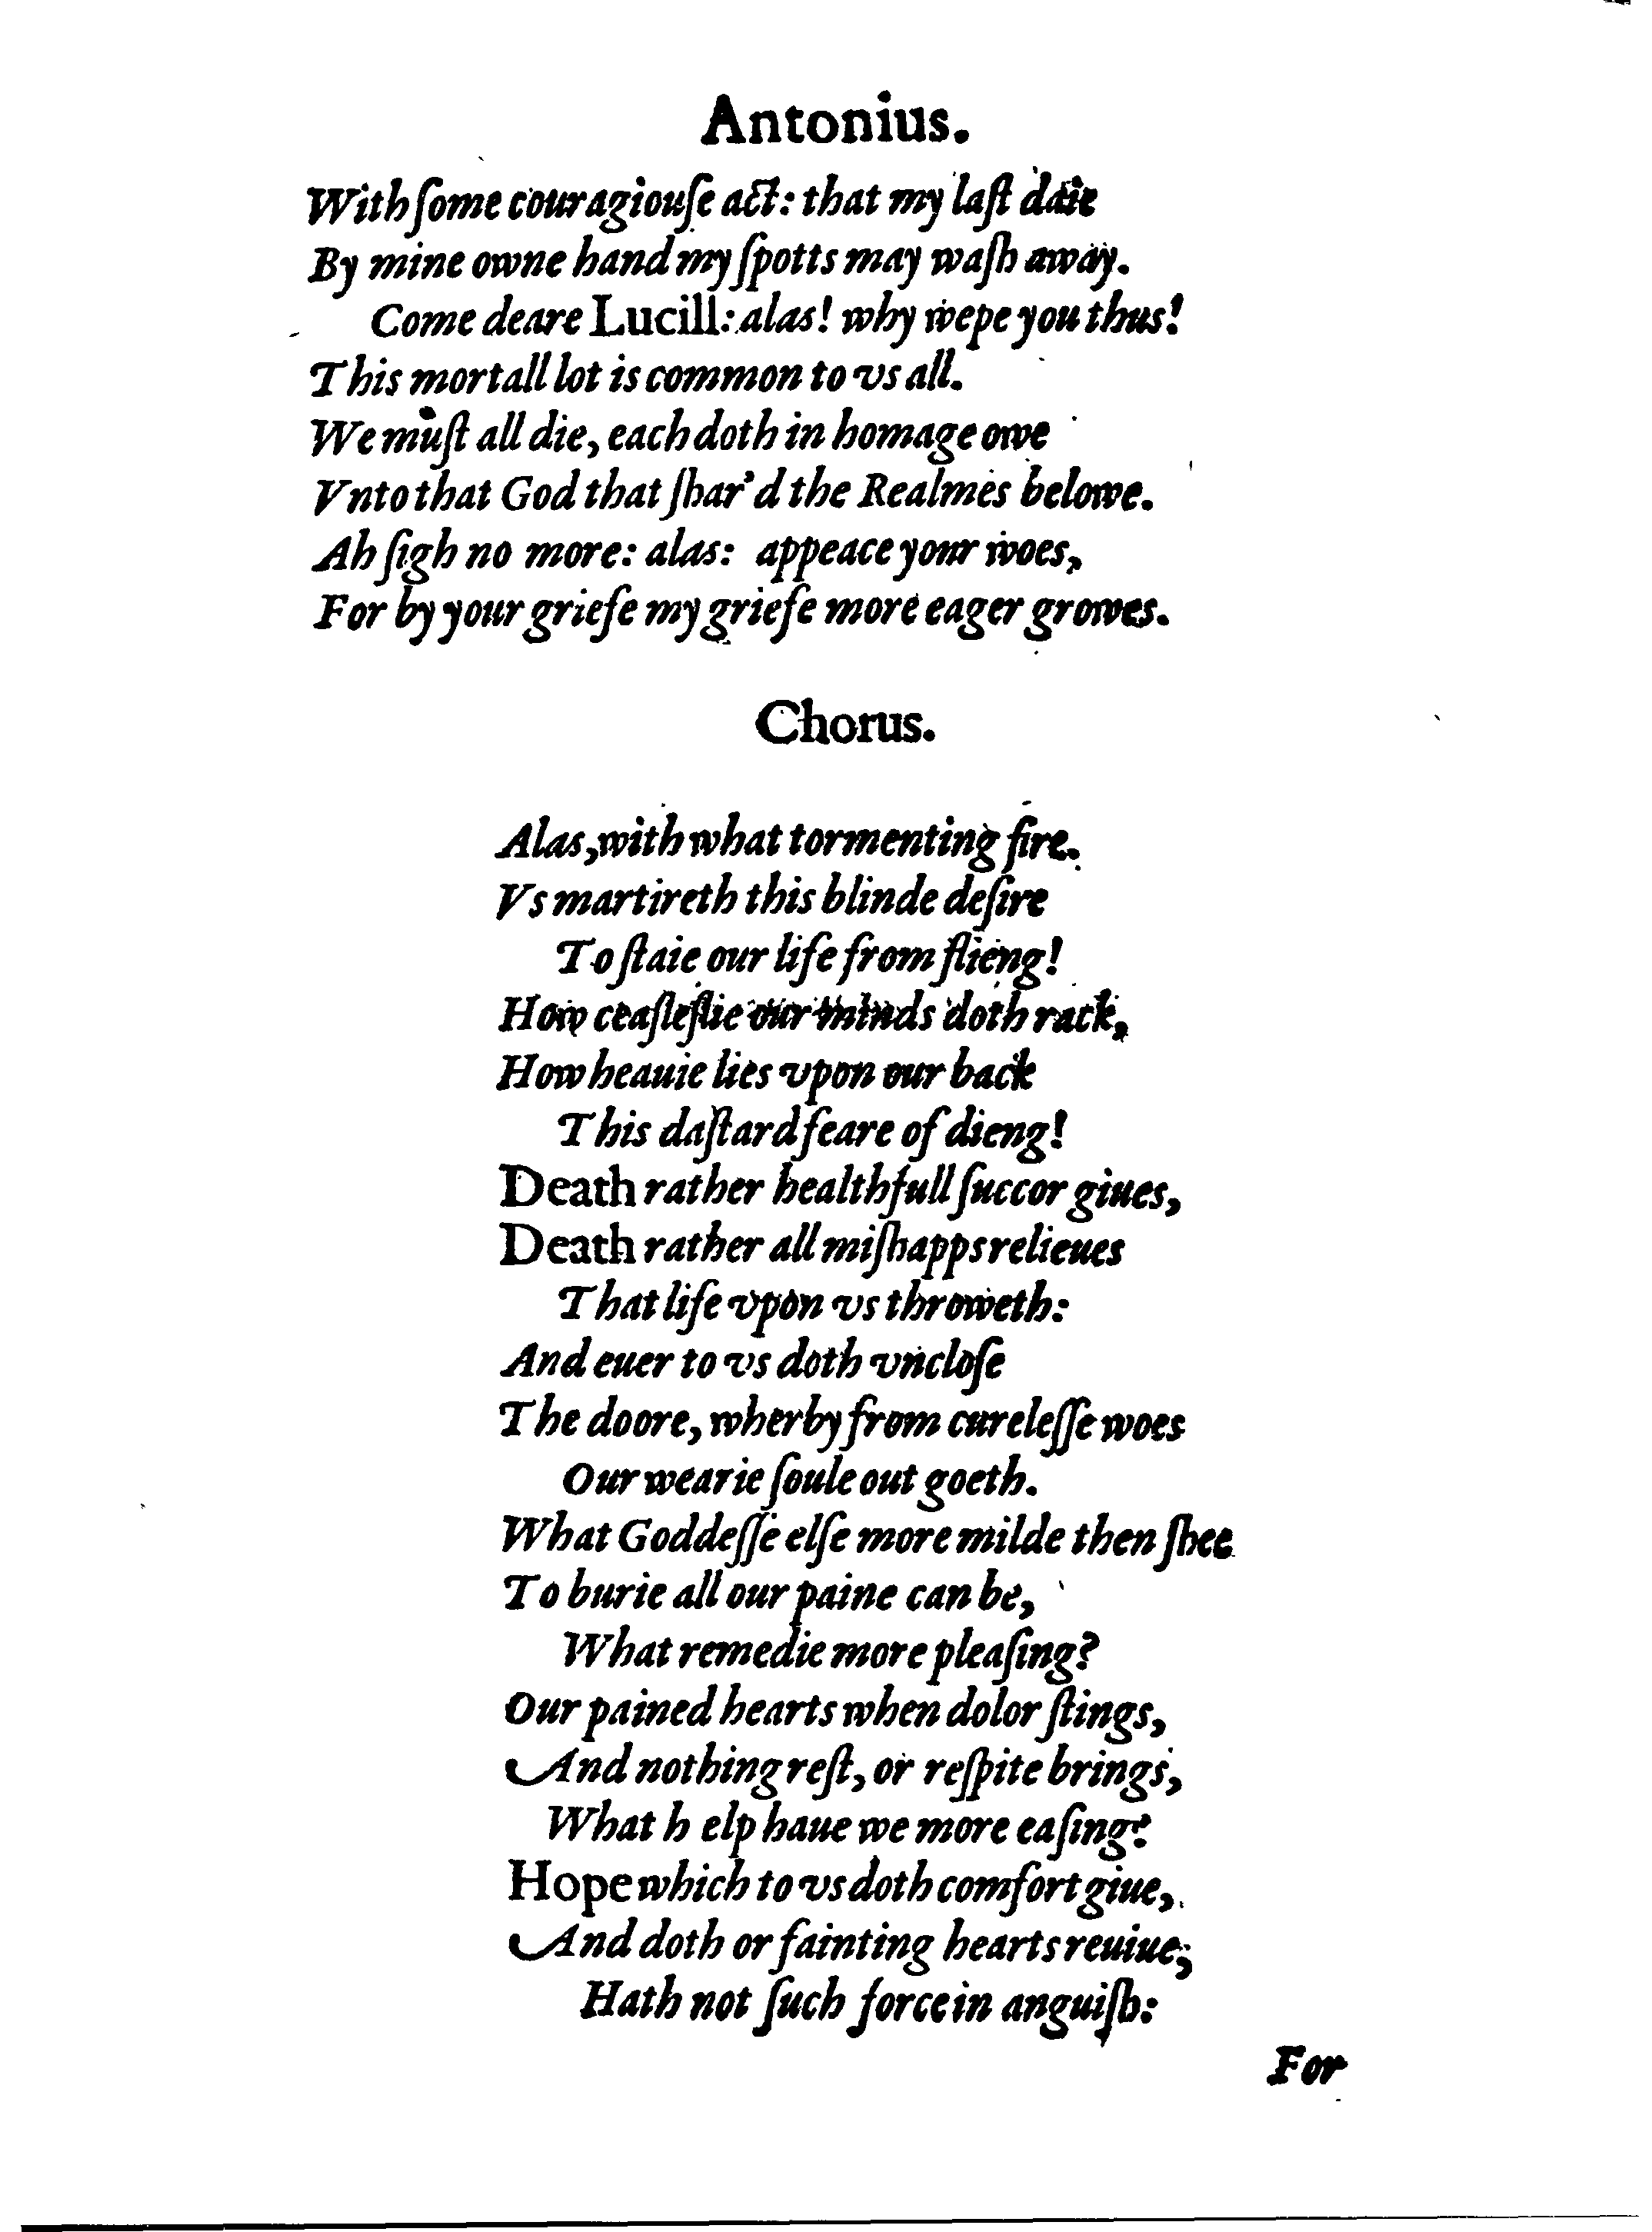 Antonius.
With ſome couragiouſe act: that my laſt daie
By mine owne hand my ſpotts may waſh away.
Come deare Lucill: alas! why wepe you thus!
This mortall lot is common to vs all.
We muſt all die, each doth in homage owe
Vnto that God that ſhar'd the Realmes belowe.
Ah ſigh no more: alas: appeace your woes,
For by your griefe my griefe more eager growes.
Chorus.
Alas, with what tormenting fire.
Vs martireth this blinde deſire
To ſtaie our life from flieng!
How ceaſleſlie our minds doth rack,
How heauie lies vpon our back
This daſtard feare of dieng!
Death rather healthfull ſuccor giues,
Death rather all miſhapps relieues
That life vpon vs throweth:
And euer to vs doth vncloſe
The doore, wherby from cureleſſe woes
Our wearie ſoule out goeth.
What Goddeſſe elſe more milde then ſhee
To burie all our paine can be,
What remedie more pleaſing?
Our pained hearts when dolor ſtings,
And nothing reſt, or reſpite brings,
What h elp haue we more eaſing?
Hope which to vs doth comfort giue,
And doth or fainting hearts reuiue,
Hath not ſuch force in anguiſh:
For